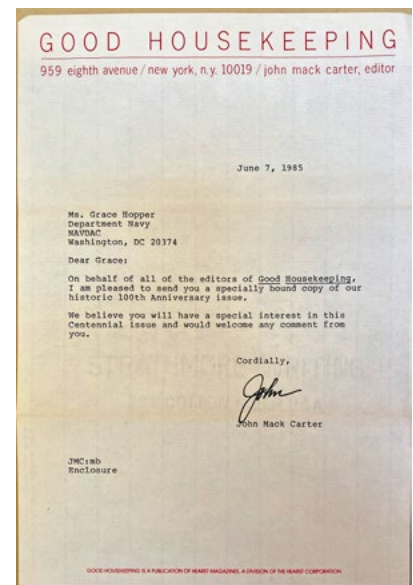 GOOD HOUSEKEEPING
959 eighth avenue / new york, n.y. 10019 / john mack carter, editor
June 7, 1985
Ms. Grace Hopper
Department Navy
NAVDAC
Washington, DC 20374
Dear Grace:
On behalf of all of the editors of Good Housekeeping,
I am pleased to send you a specially bound copy of our
historic 100th Anniversary issue.
We believe you will have a special interest in this
Centennial issue and would welcome any comment from
you.
Cordially,
John
John Mack Carter
JMC:mb
Enclosure
GOOD HOUSEKEEPING IS A PUBLICATION OF HEARST MAGAZINES, A DIVISION OF THE HEARST CORPORATION